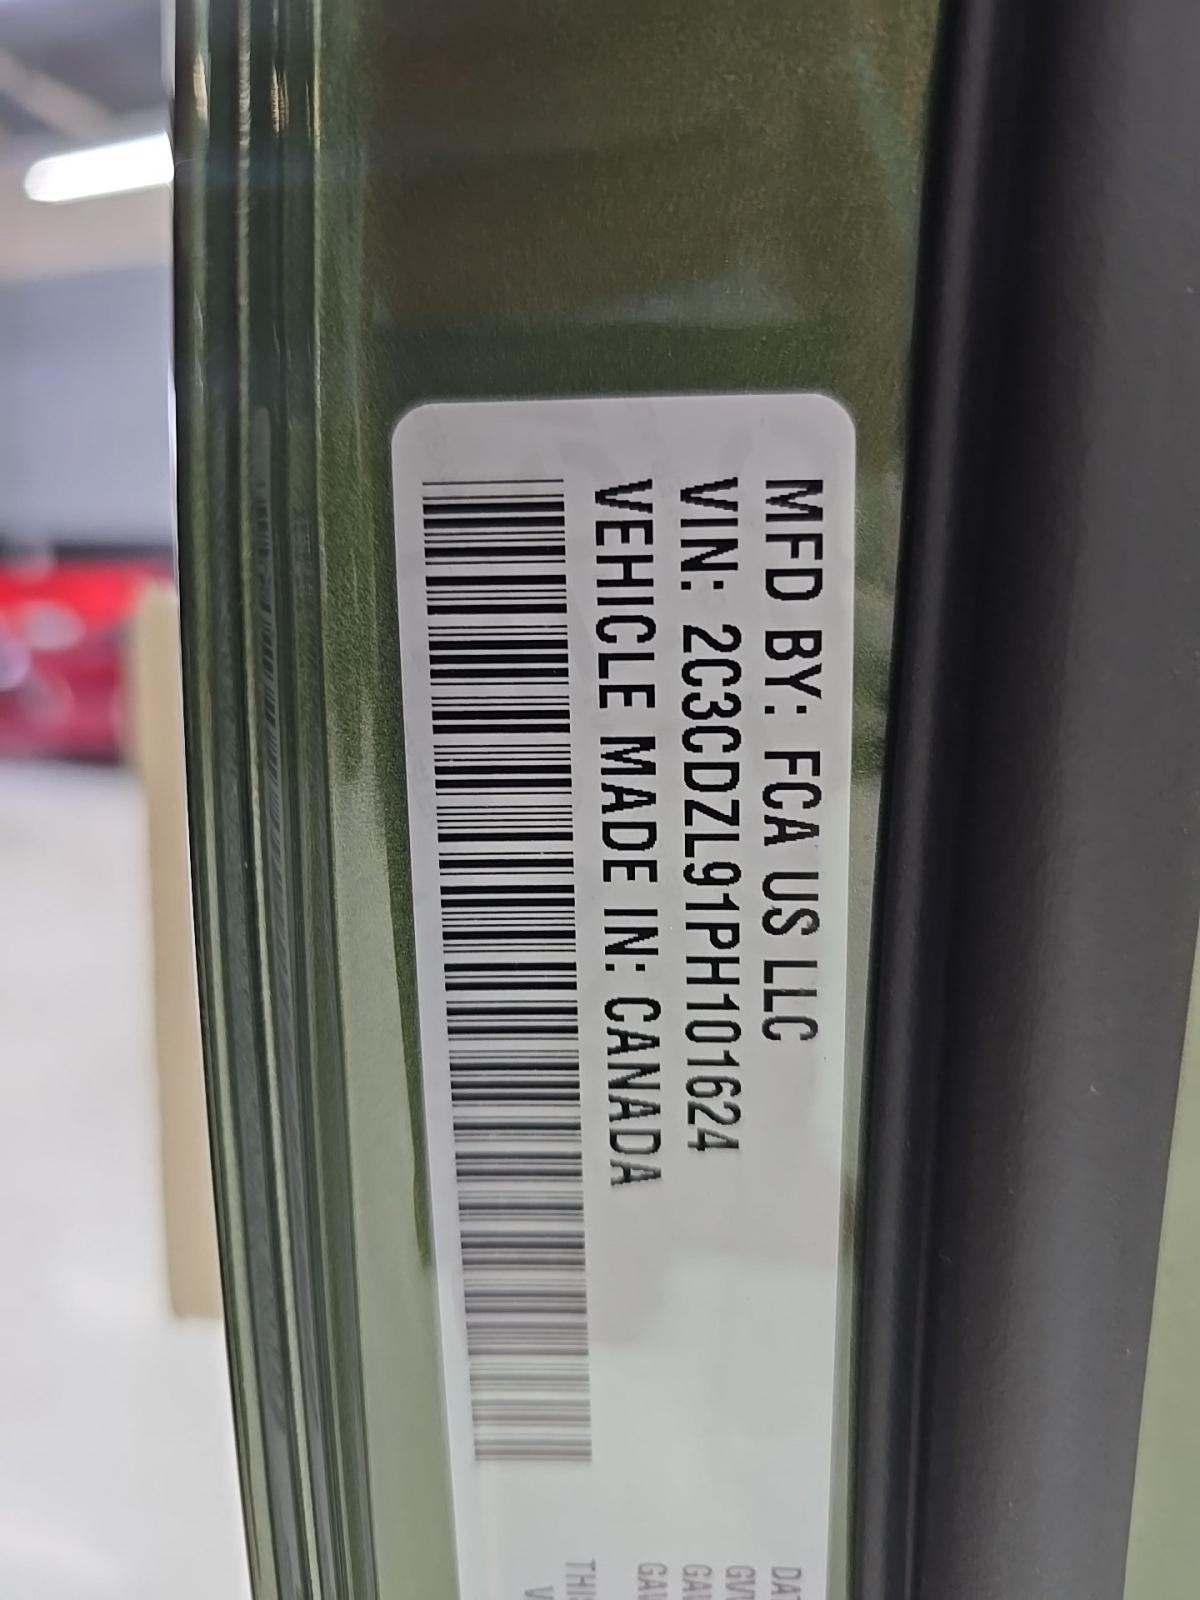 MFD BY: FCA US LLC
VIN: 2C3CDZL91PH101624
VEHICLE MADE IN: CANADA